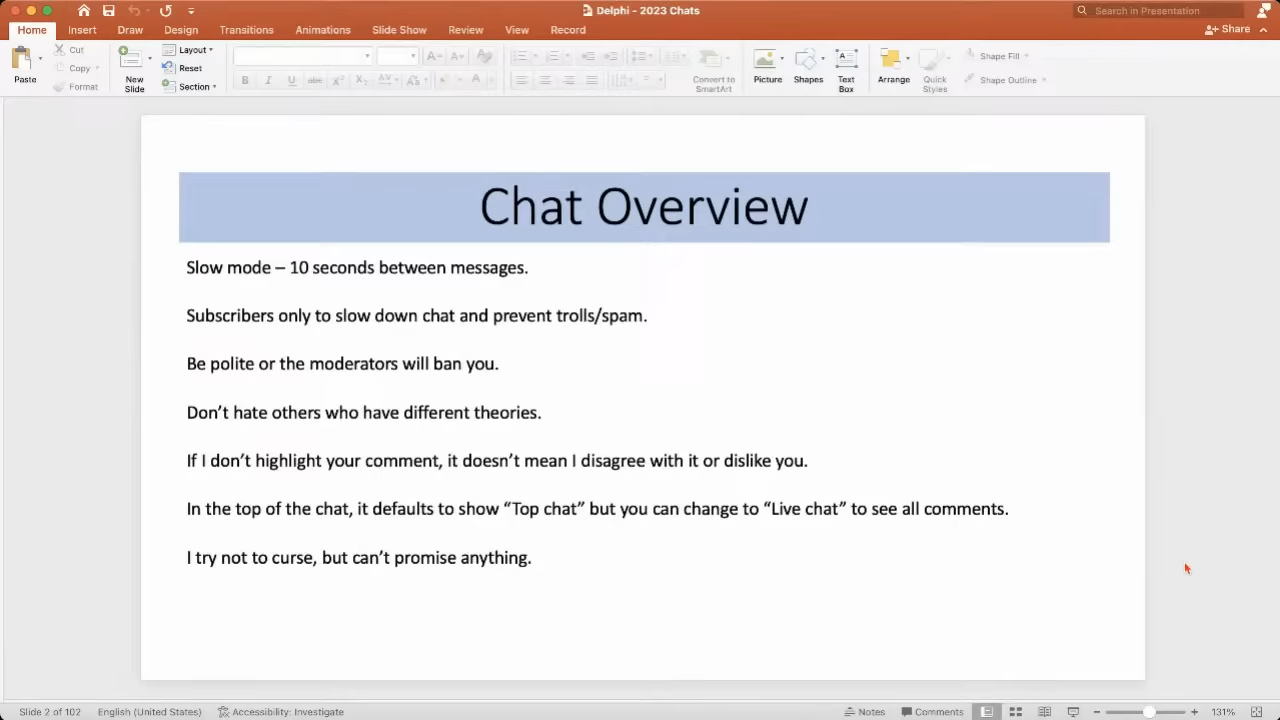 Delphi - 2023 Chats
Search in Presentation
Home Insert Draw Design Transitions Animations Slide Show Review View Record
Share
Paste
Cut
Copy
Format
New Slide
Layout
Reset
Section
Convert to SmartArt
Picture
Shapes
Text Box
Arrange
Quick Styles
Shape Fill
Shape Outline
Chat Overview
Slow mode – 10 seconds between messages.
Subscribers only to slow down chat and prevent trolls/spam.
Be polite or the moderators will ban you.
Don’t hate others who have different theories.
If I don’t highlight your comment, it doesn’t mean I disagree with it or dislike you.
In the top of the chat, it defaults to show “Top chat” but you can change to “Live chat” to see all comments.
I try not to curse, but can’t promise anything.
Slide 2 of 102 English (United States) Accessibility: Investigate Notes Comments 131%